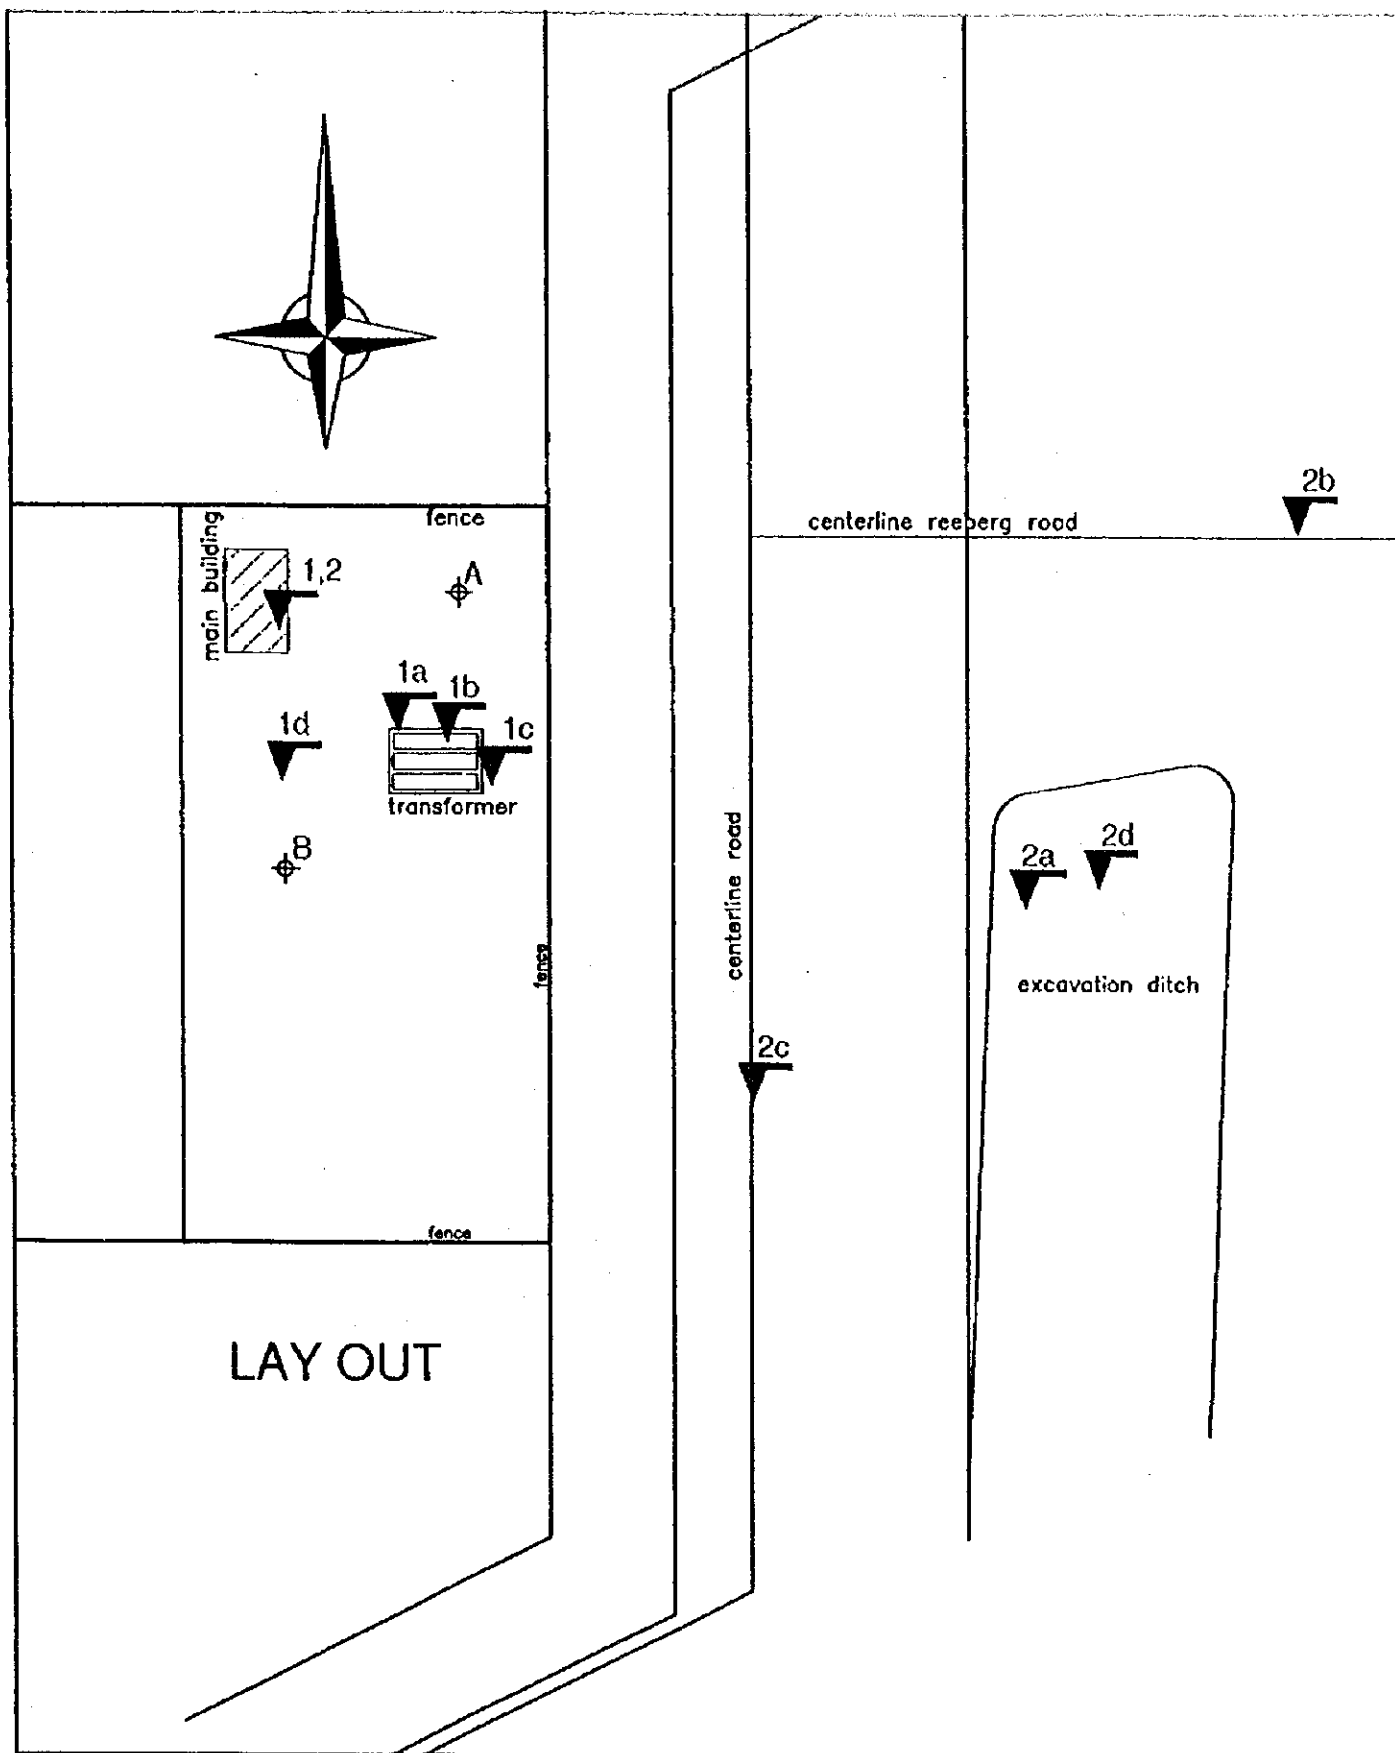 2b
fence
centerline reeberg road
main building
1,2
A
1a
1b
1d
1c
transformer
centerline road
B
2a
2d
fence
excavation ditch
2c
fence
LAY OUT